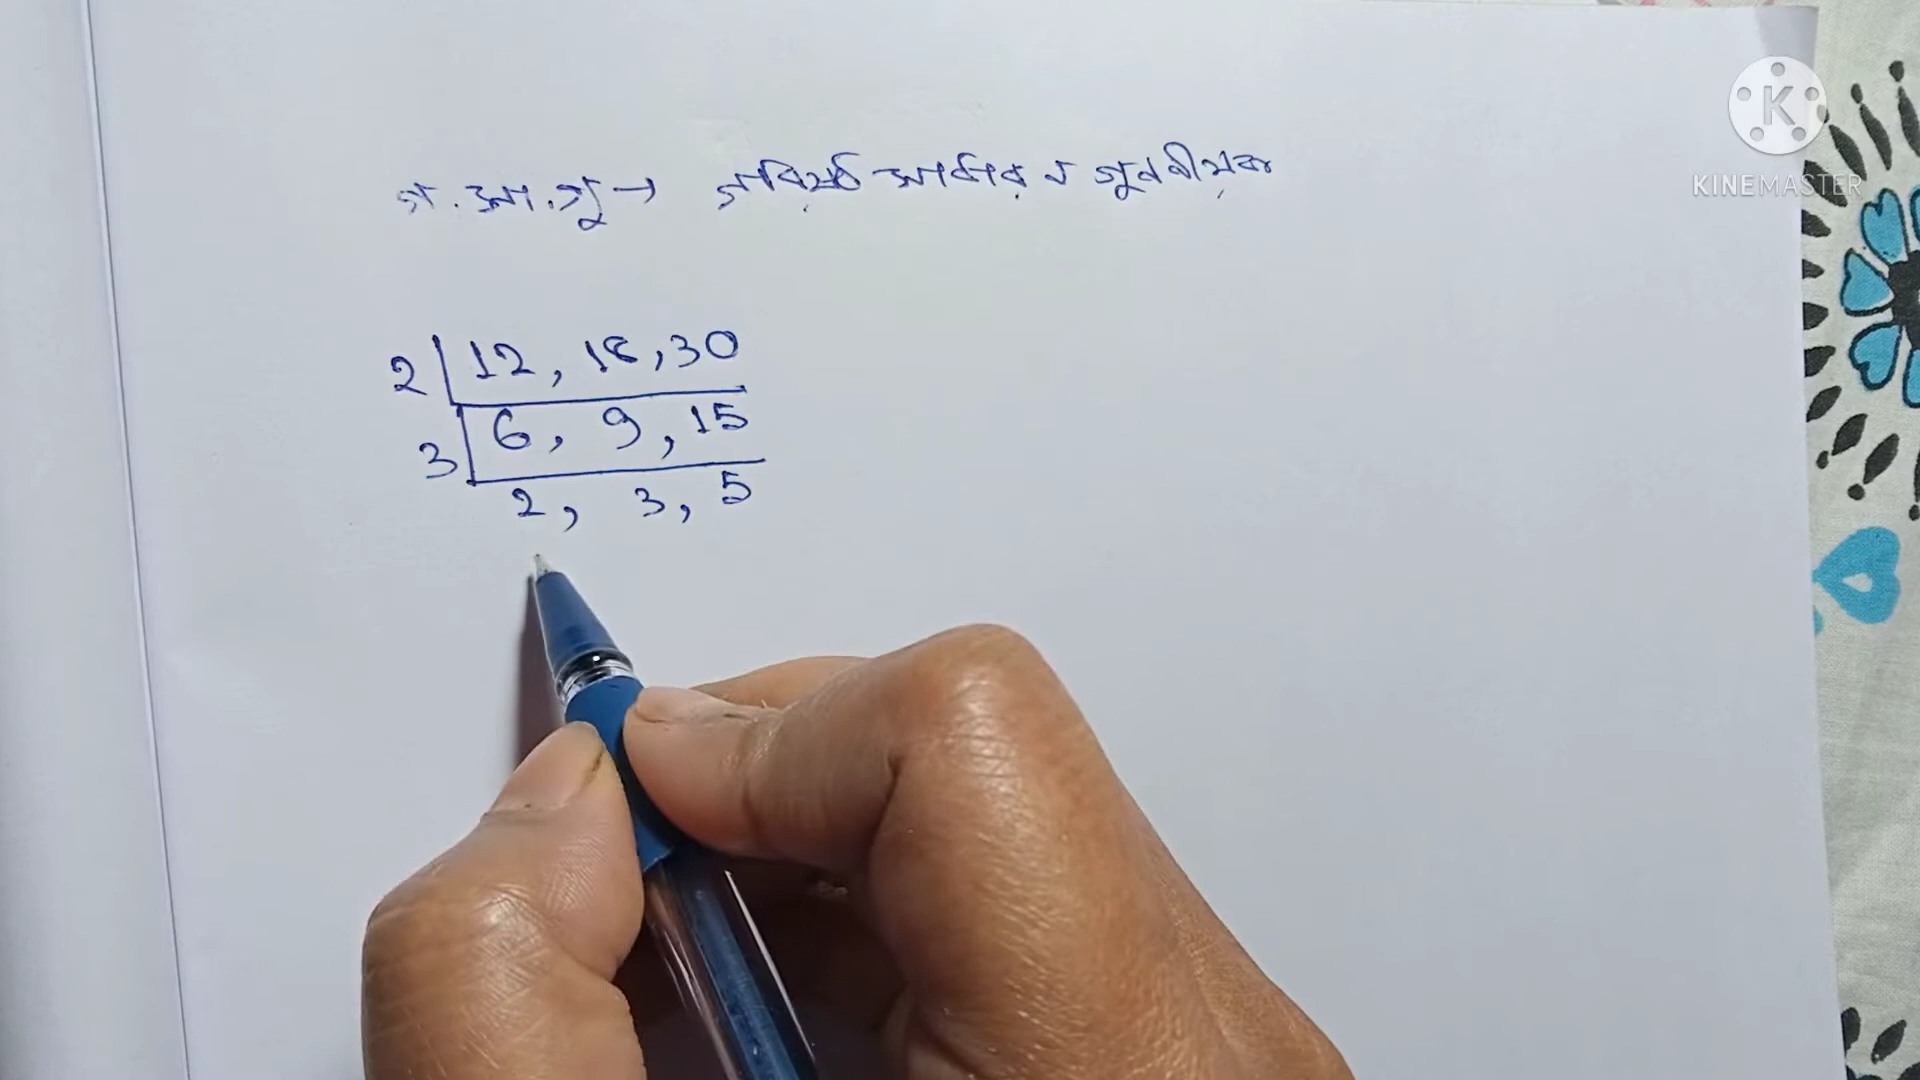 গ.সা.গু → গরিষ্ঠ সাধারণ গুণনীয়ক
KINEMASTER
2 | 12, 18, 30
3 | 6, 9, 15
2, 3, 5